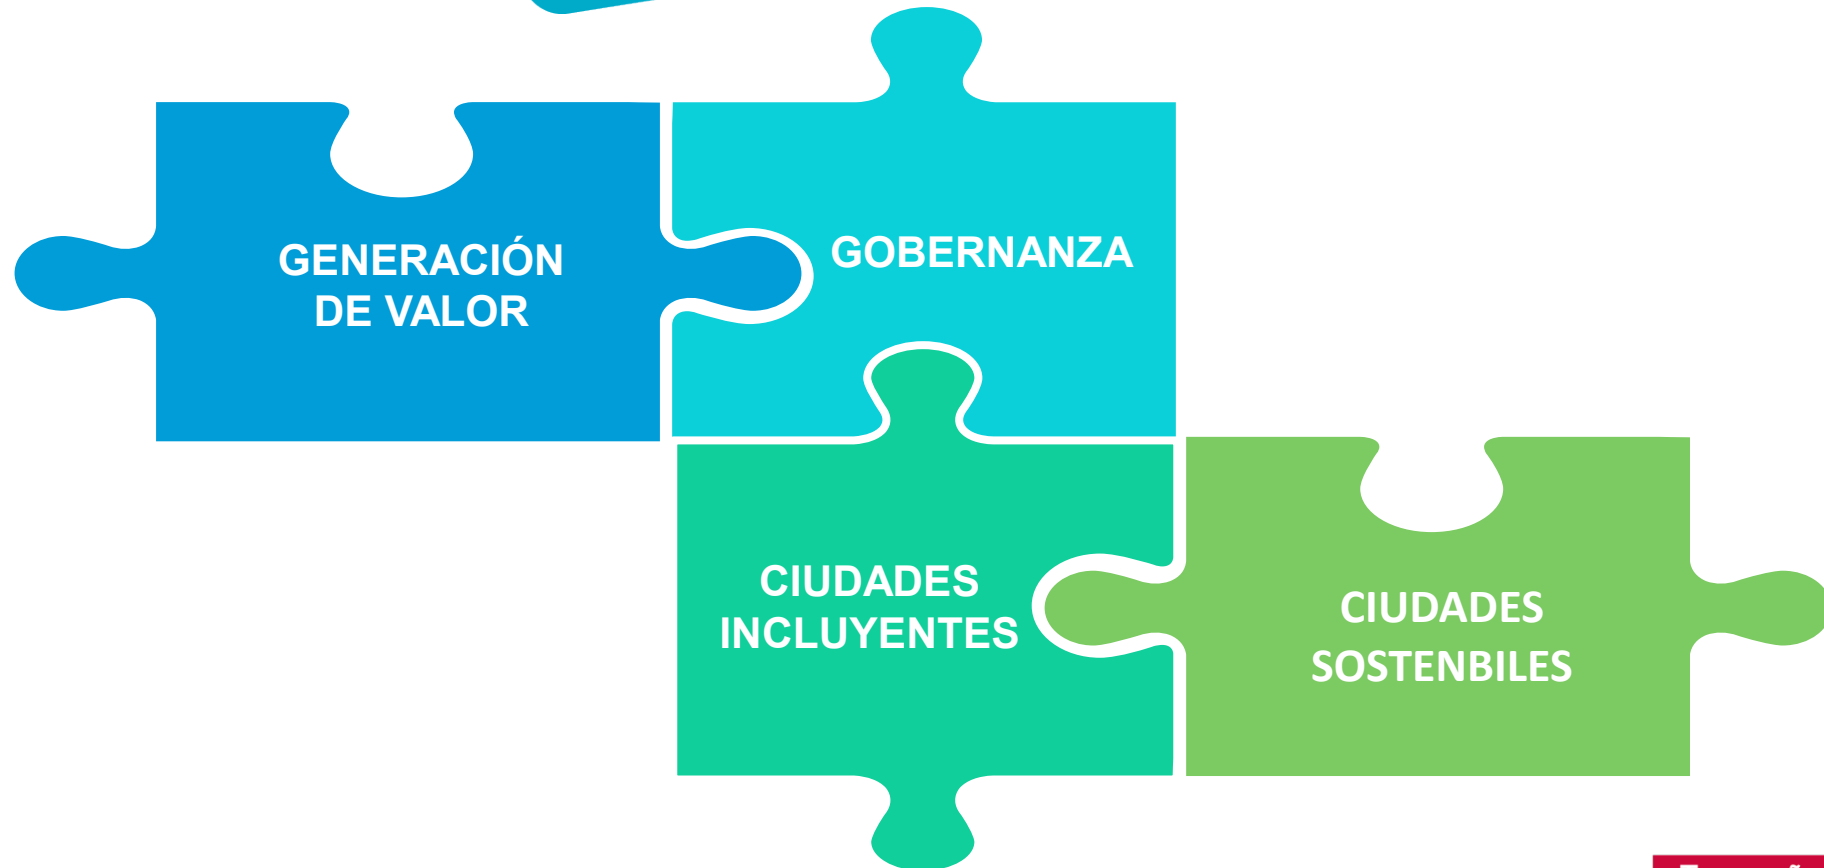 GENERACIÓN
DE VALOR
GOBERNANZA
CIUDADES
INCLUYENTES
CIUDADES
SOSTENBILES